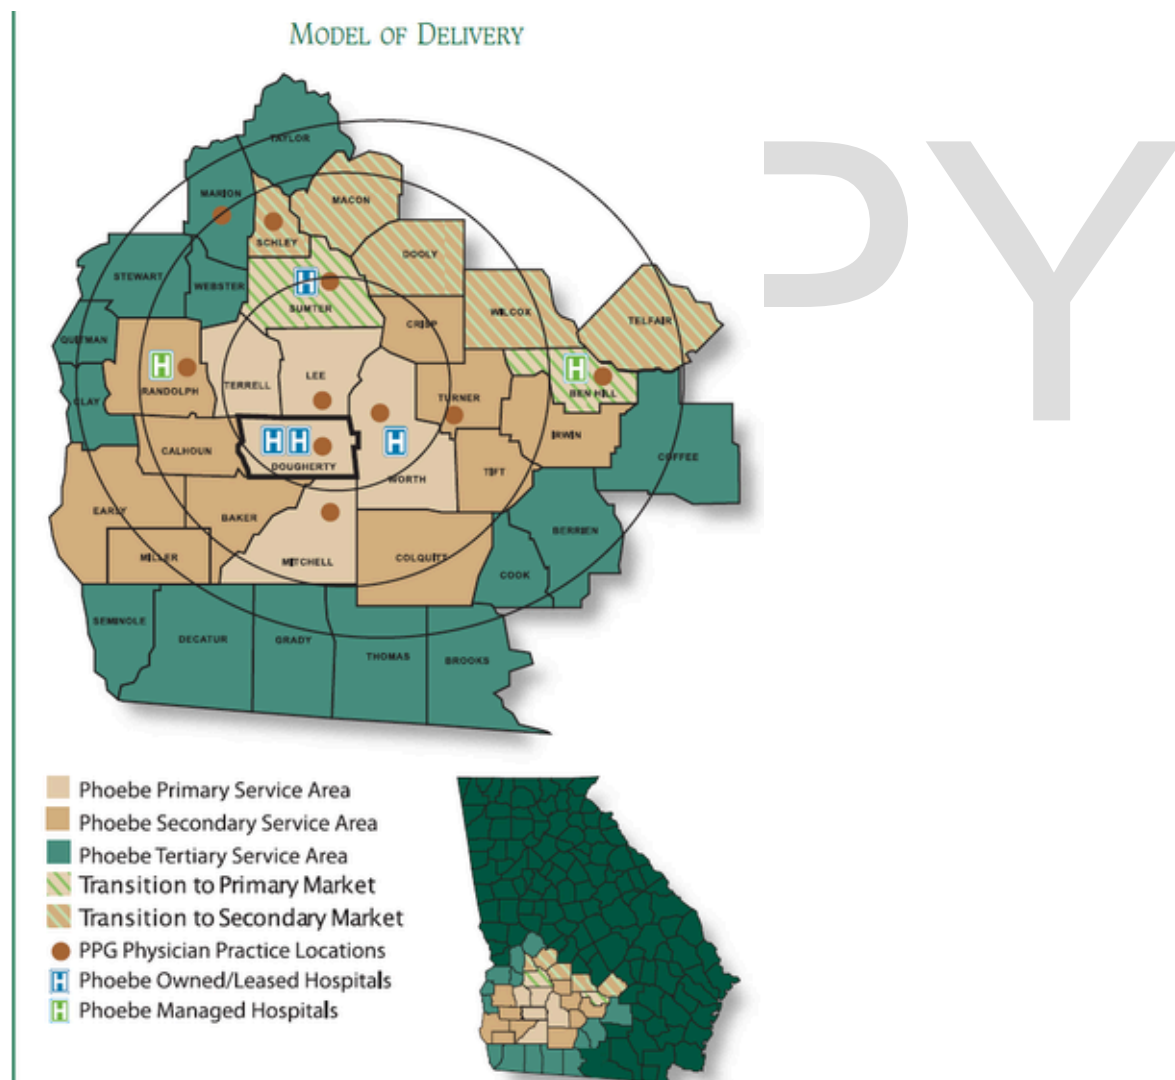 MODEL OF DELIVERY
PY
TAYLOR
MARION
MACON
SCHLEY
DOOLY
STEWART
WEBSTER
SUMTER
WILCOX
TELFAIR
CRISP
QUITMAN
H
RANDOLPH
TERRELL
LEE
H
BEN HILL
CLAY
TURNER
H
IRWIN
CALHOUN
H H
DOUGHERTY
H
WORTH
TIFT
COFFEE
EARLY
BAKER
BERRIEN
MILLER
MITCHELL
COLQUITT
COOK
SEMINOLE
DECATUR
GRADY
THOMAS
BROOKS
Phoebe Primary Service Area
Phoebe Secondary Service Area
Phoebe Tertiary Service Area
Transition to Primary Market
Transition to Secondary Market
PPG Physician Practice Locations
H Phoebe Owned/Leased Hospitals
H Phoebe Managed Hospitals